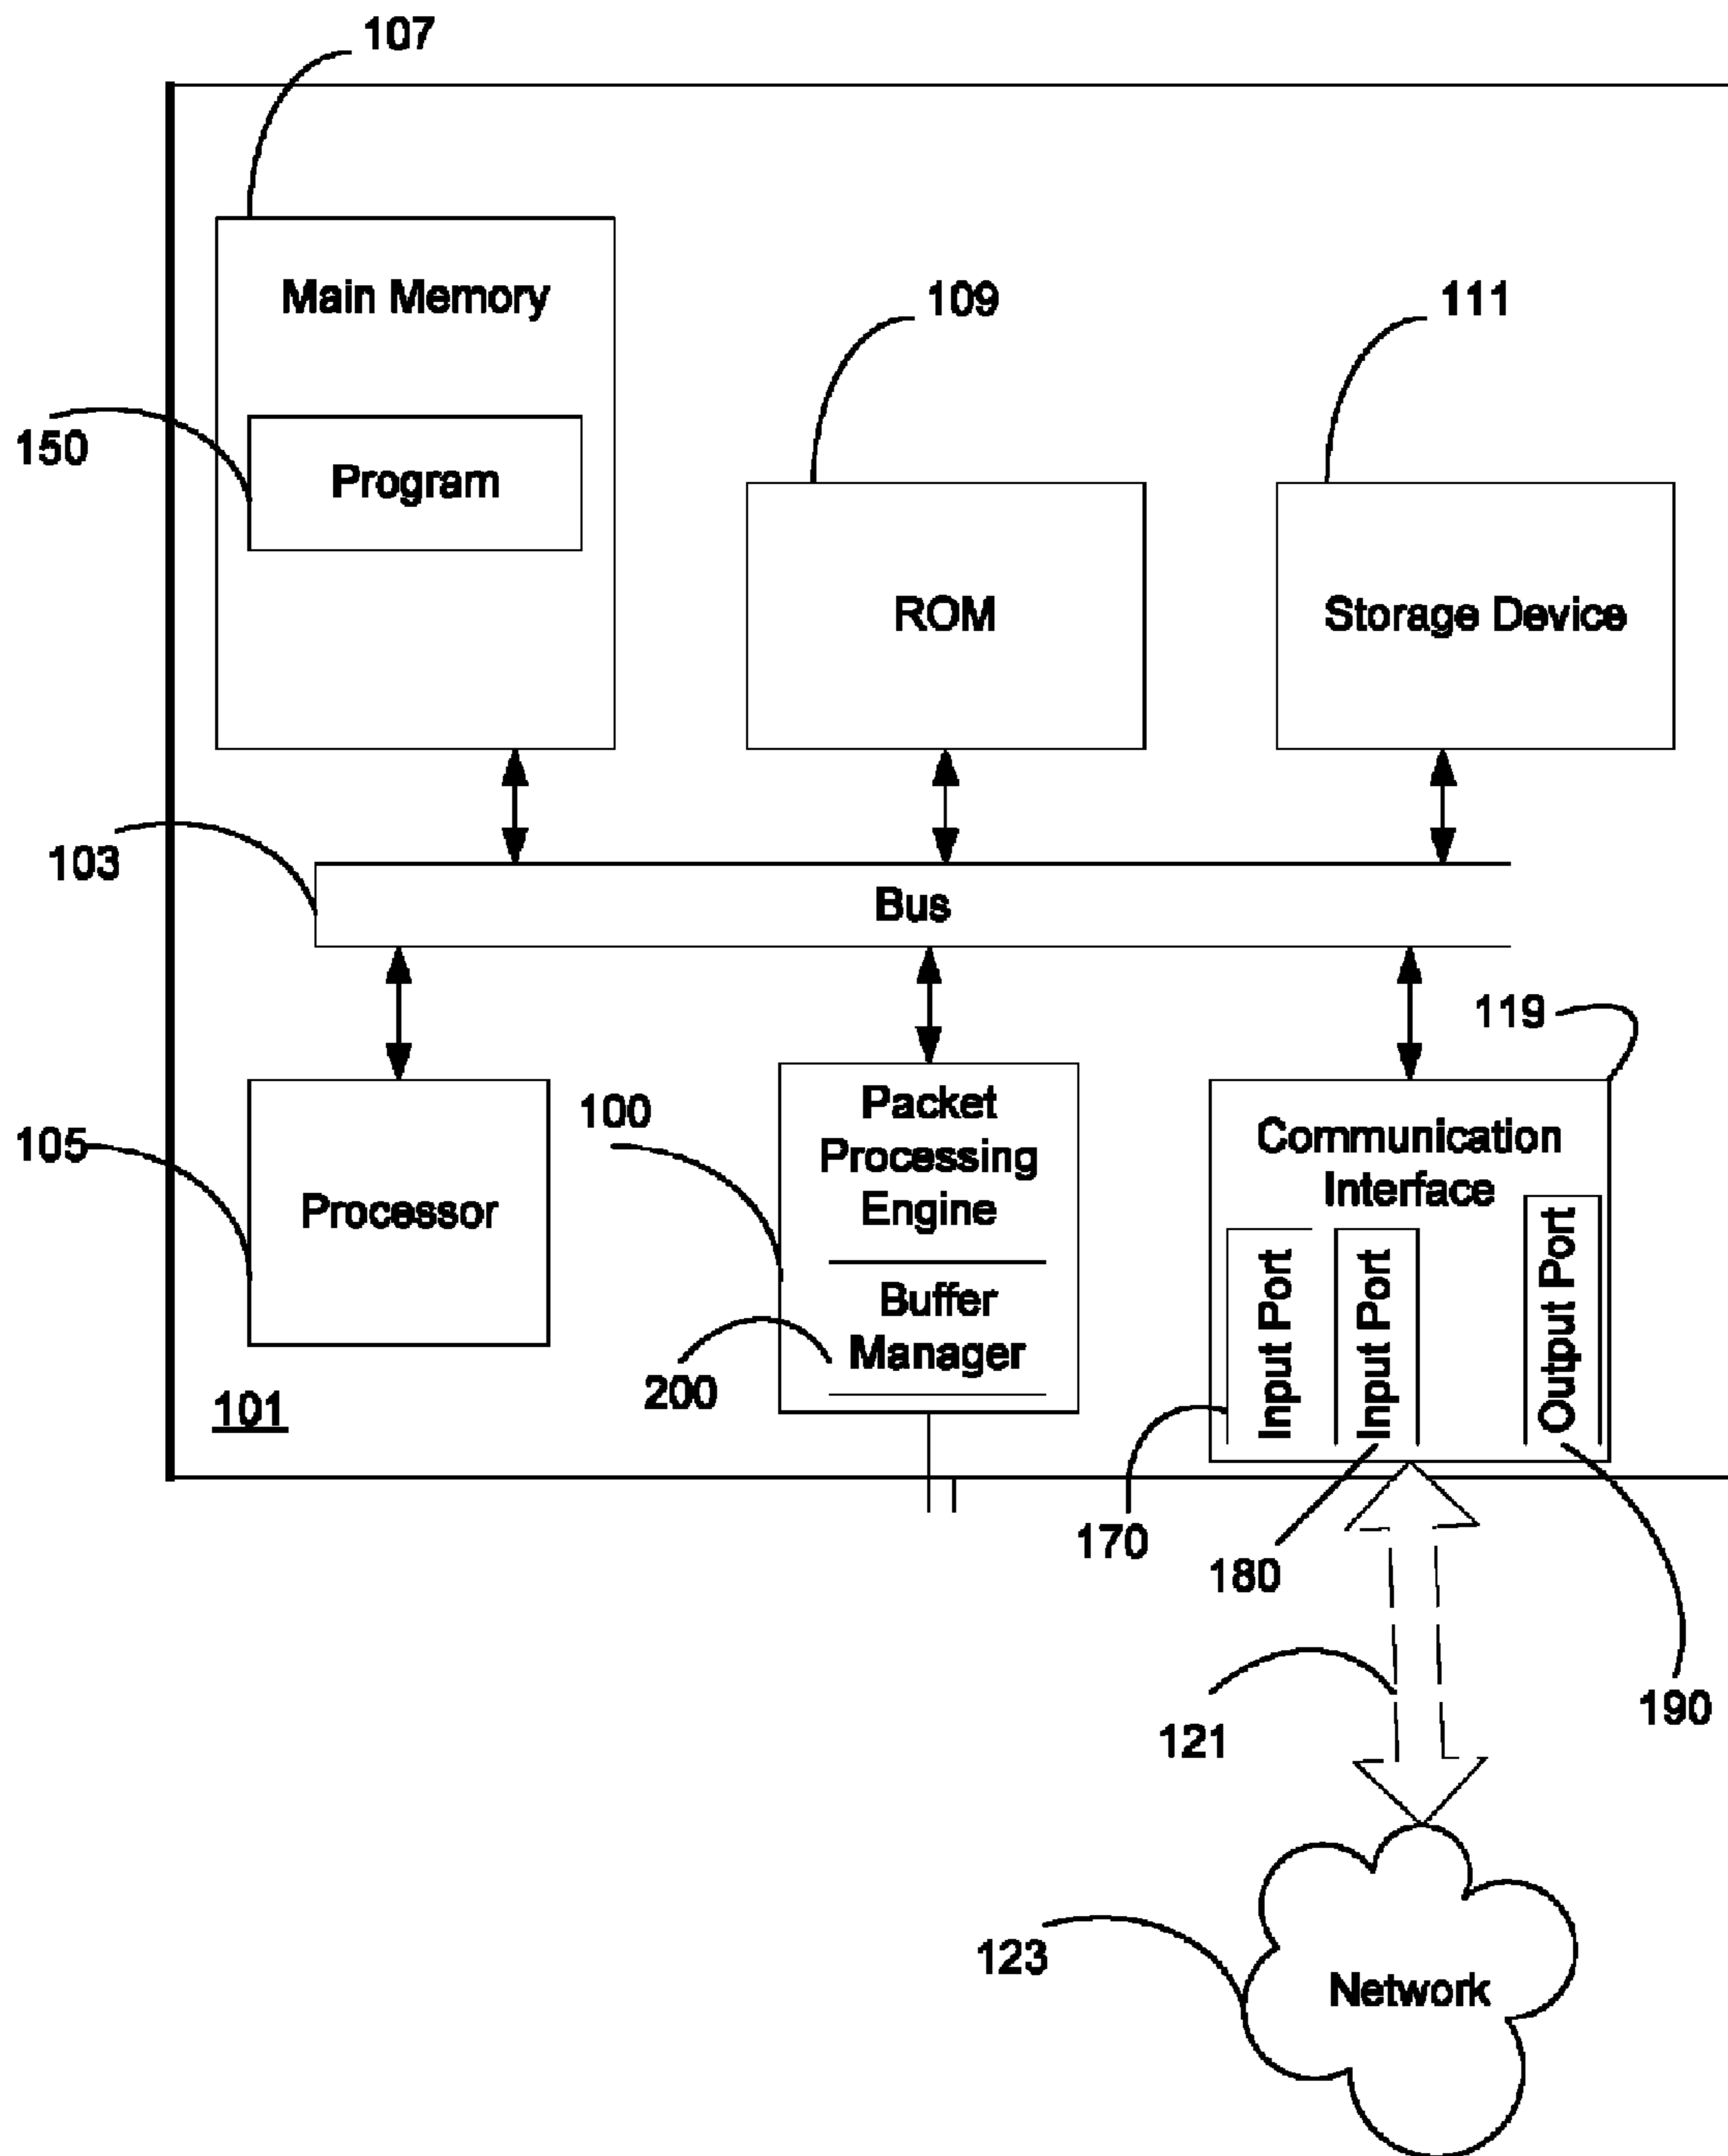 107
Main Memory
109
111
150
Program
ROM
Storage Device
103
Bus
119
100
Packet
Processing
Engine
Communication
Interface
105
Processor
Input Port
Input Port
Output Port
Buffer
Manager
200
101
170
180
190
121
123
Network